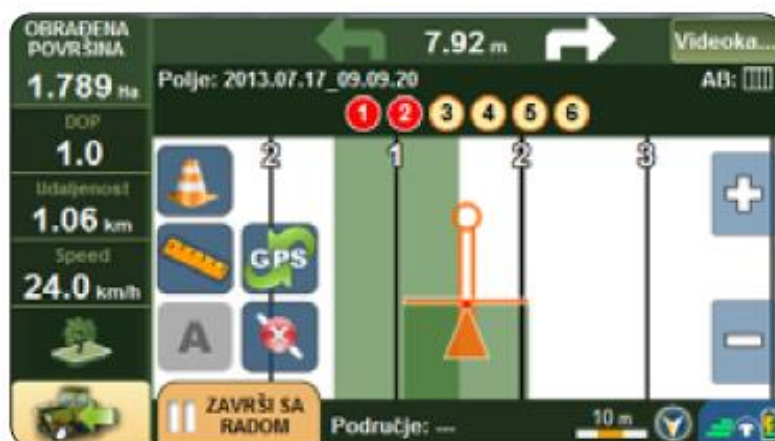 OBRAĐENA
POVRŠINA
1.789 Ha
DOP
1.0
Udaljenost
1.06 km
Speed
24.0 km/h
7.92 m
Videoka...
Polje: 2013.07.17_09.09.20
AB:
1 2 3 4 5 6
2 1 2 3
GPS
A
ZAVRŠI SA
RADOM
Područje: ---
10 m